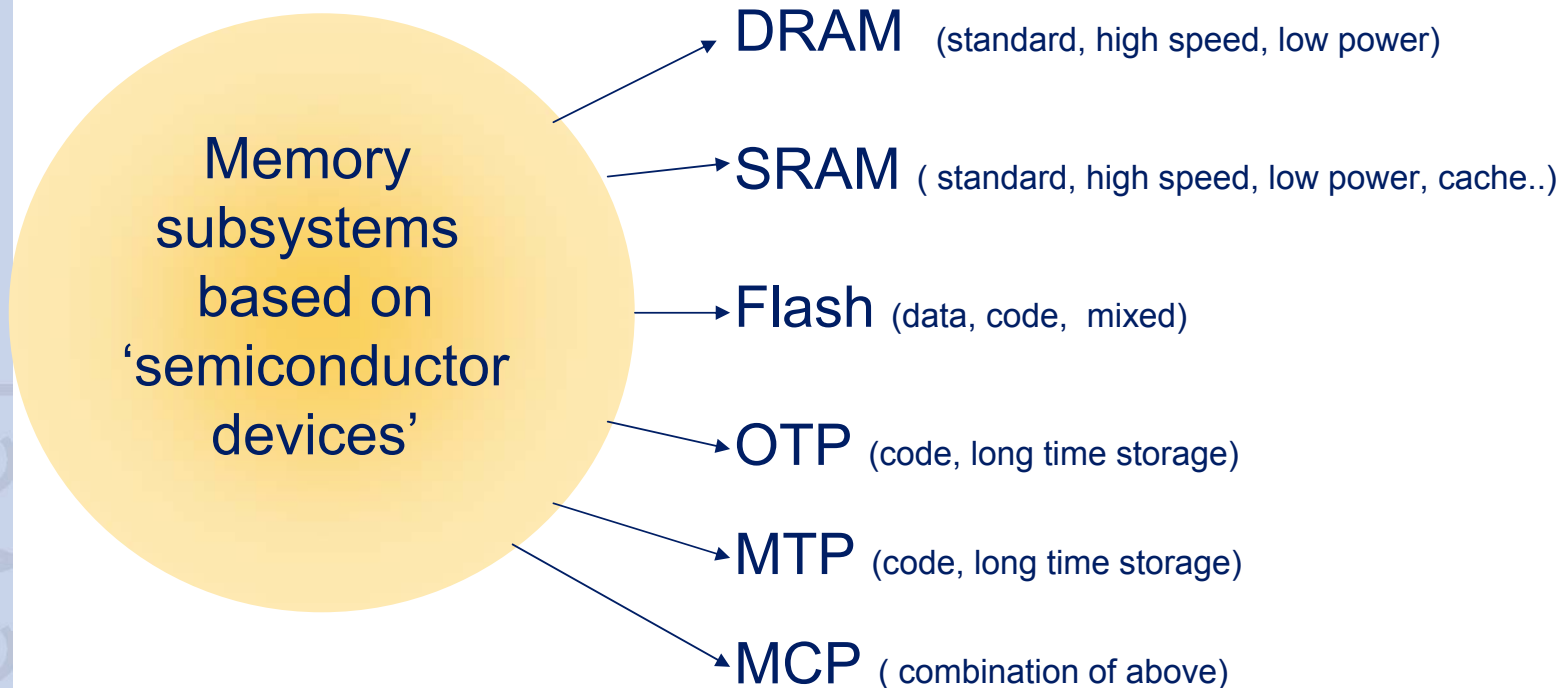 DRAM (standard, high speed, low power)
Memory
subsystems
based on
‘semiconductor
devices’
SRAM ( standard, high speed, low power, cache..)
Flash (data, code, mixed)
OTP (code, long time storage)
MTP (code, long time storage)
MCP ( combination of above)